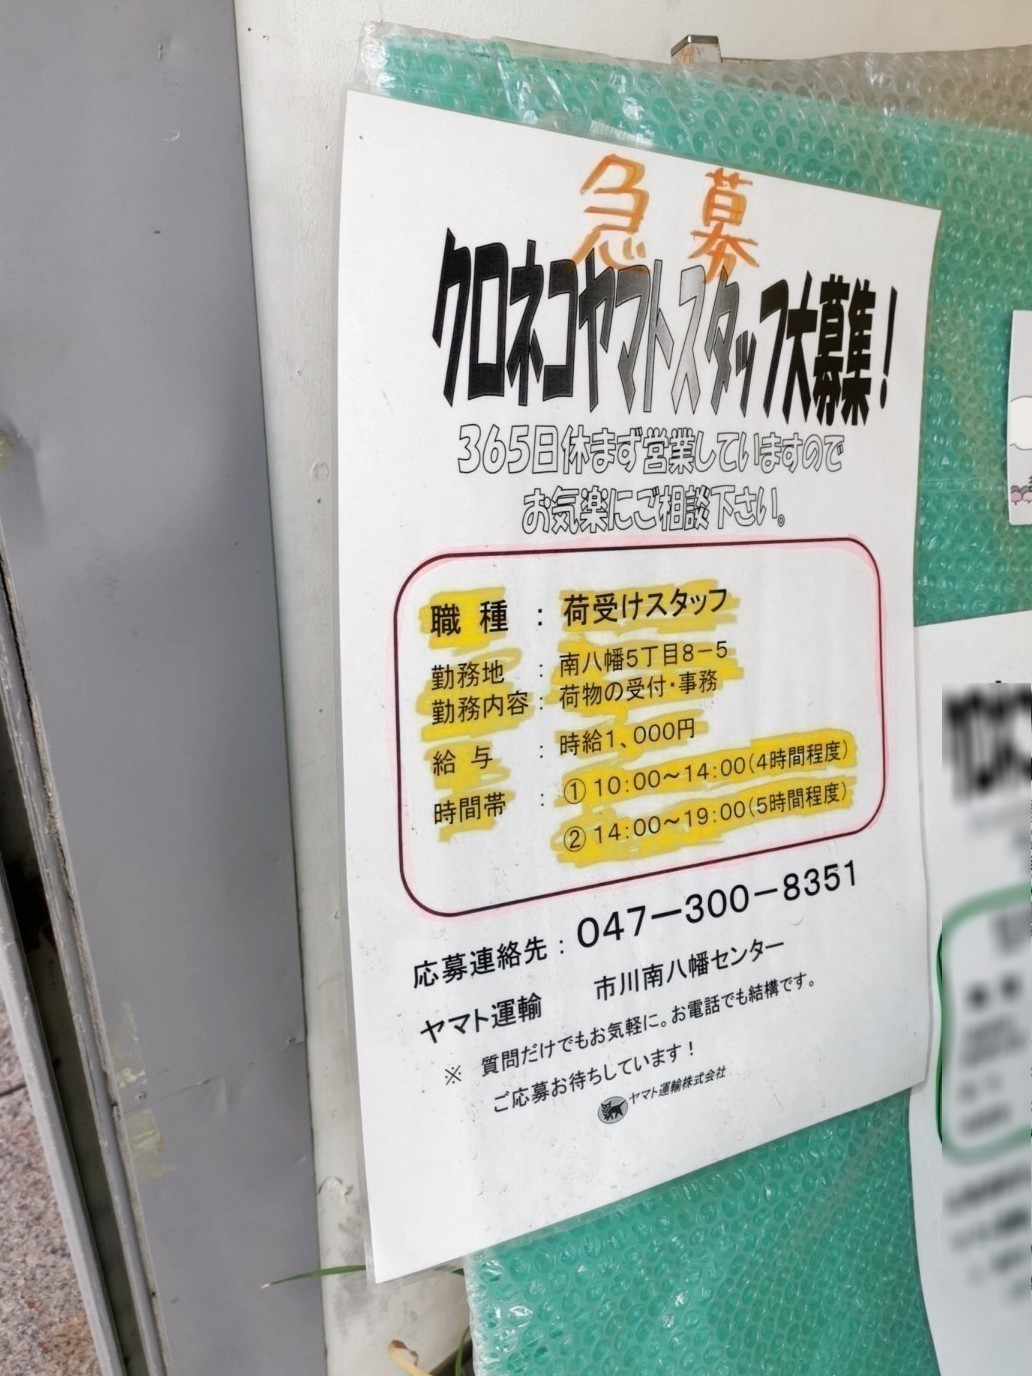 急募
クロネコヤマトスタッフ大募集！
365日休まず営業していますので
お気楽にご相談下さい。
職種：荷受けスタッフ
勤務地：南八幡5丁目8－5
勤務内容：荷物の受付・事務
給与：時給1、000円
時間帯：① 10：00～14：00（4時間程度）
② 14：00～19：00（5時間程度）
応募連絡先：047－300－8351
ヤマト運輸 市川南八幡センター
※ 質問だけでもお気軽に。お電話でも結構です。
ご応募お待ちしています！
ヤマト運輸株式会社